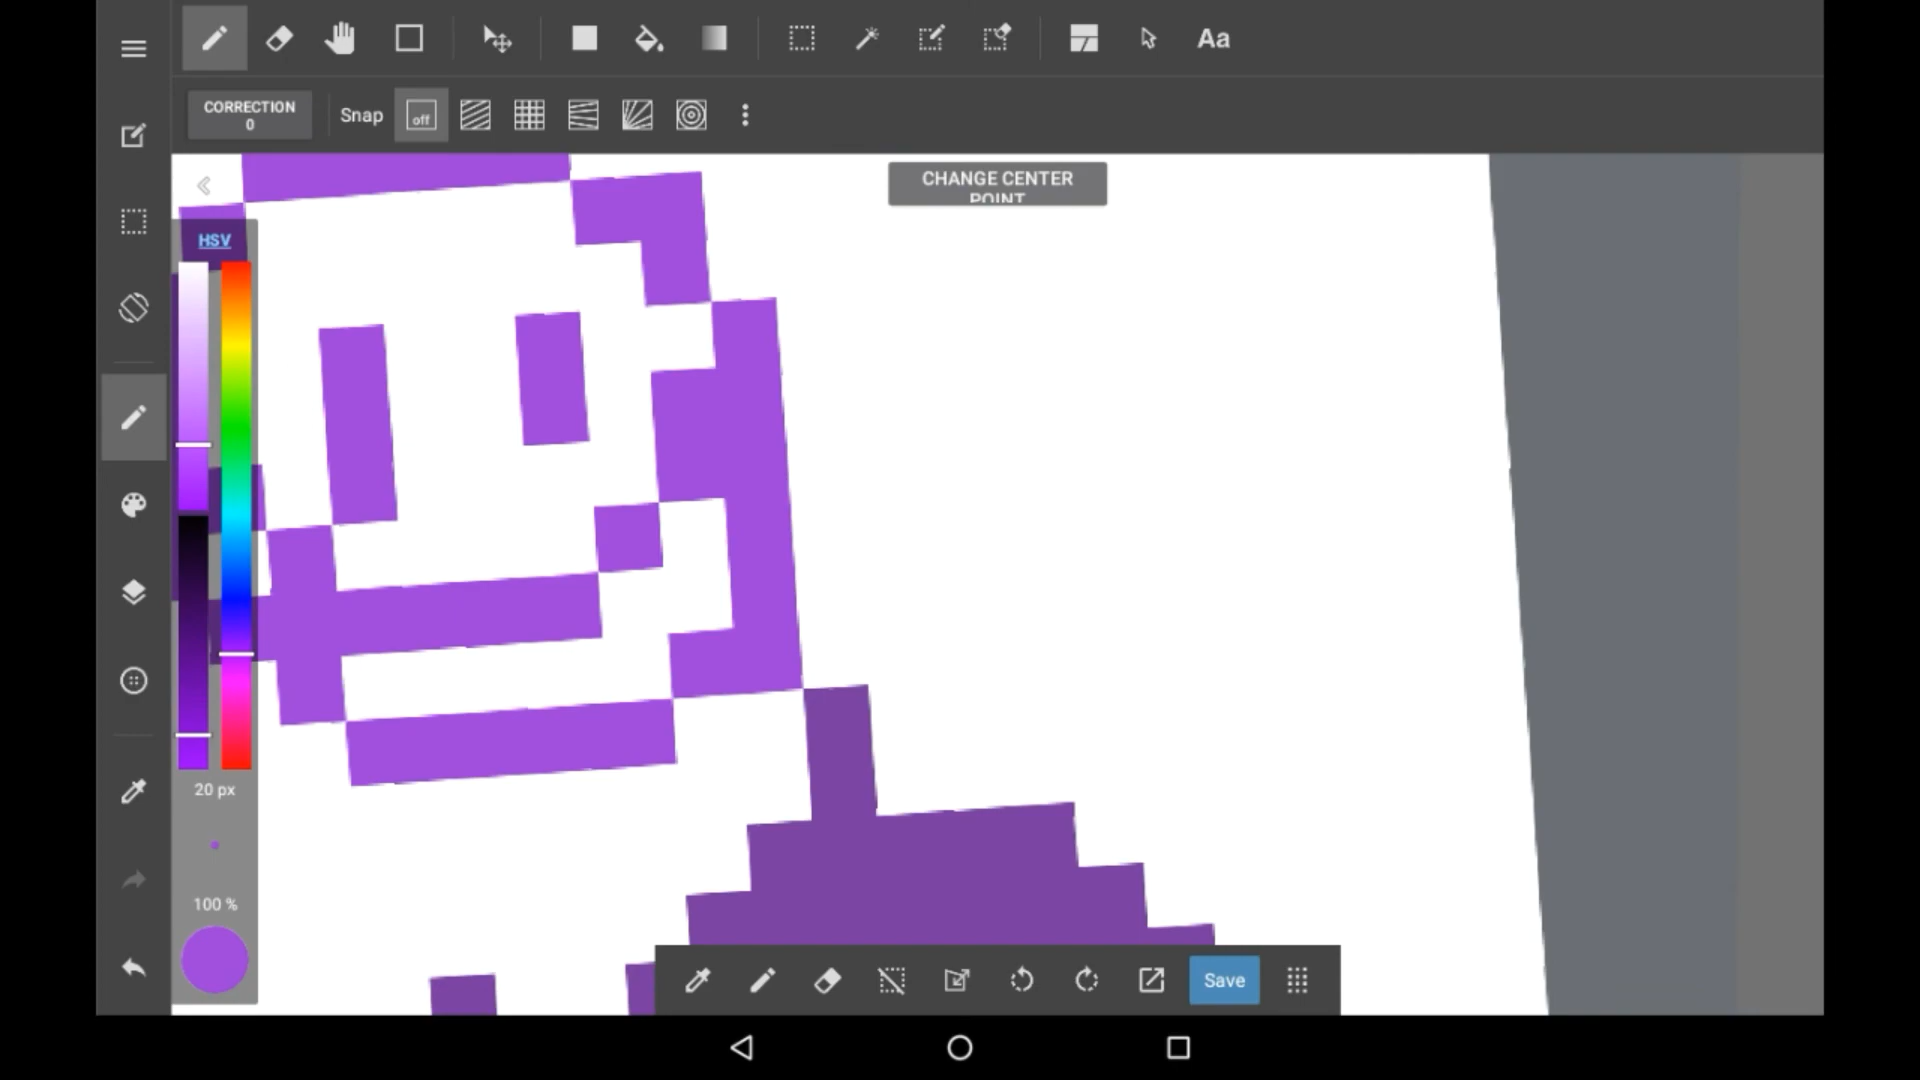 Aa
CORRECTION
0
Snap
off
CHANGE CENTER
POINT
HSV
20 px
100 %
Save